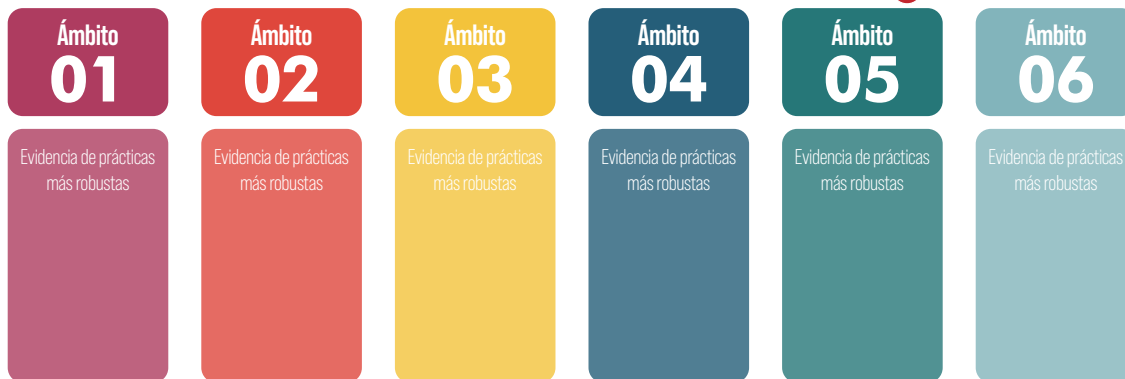 Ámbito
01
Ámbito
02
Ámbito
03
Ámbito
04
Ámbito
05
Ámbito
06
Evidencia de prácticas
más robustas
Evidencia de prácticas
más robustas
Evidencia de prácticas
más robustas
Evidencia de prácticas
más robustas
Evidencia de prácticas
más robustas
Evidencia de prácticas
más robustas